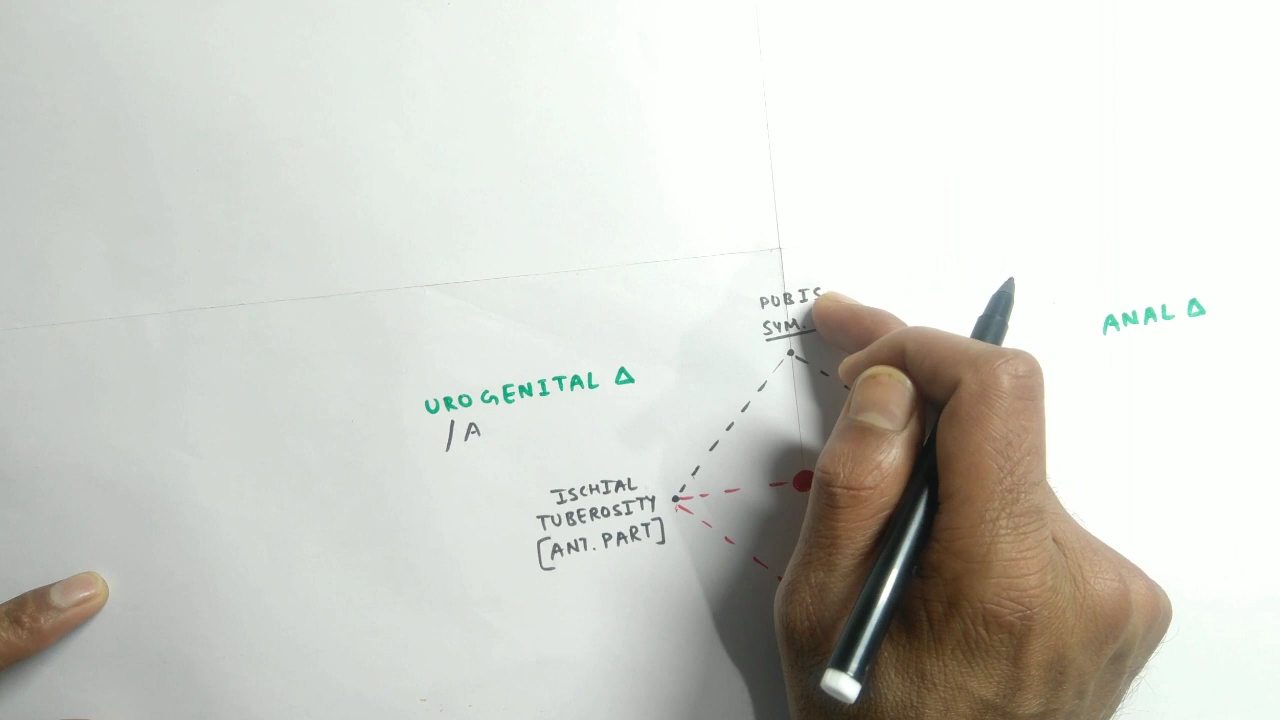 PUBIS
SYM.
ANAL Δ
UROGENITAL Δ
/A
ISCHIAL
TUBEROSITY
[ANT. PART]